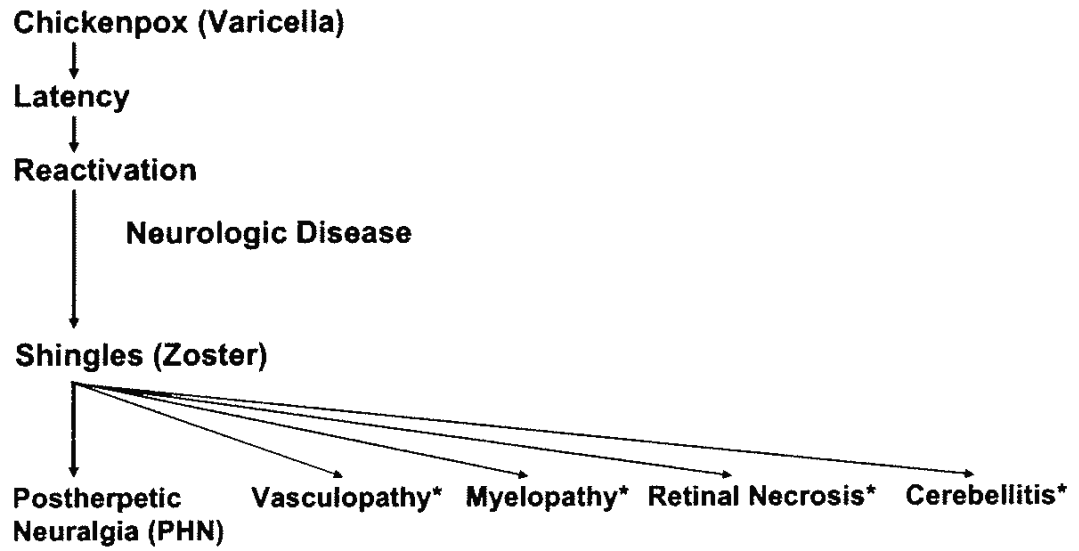 Chickenpox (Varicella)
Latency
Reactivation
Neurologic Disease
Shingles (Zoster)
Postherpetic
Neuralgia (PHN)
Vasculopathy*
Myelopathy*
Retinal Necrosis*
Cerebellitis*